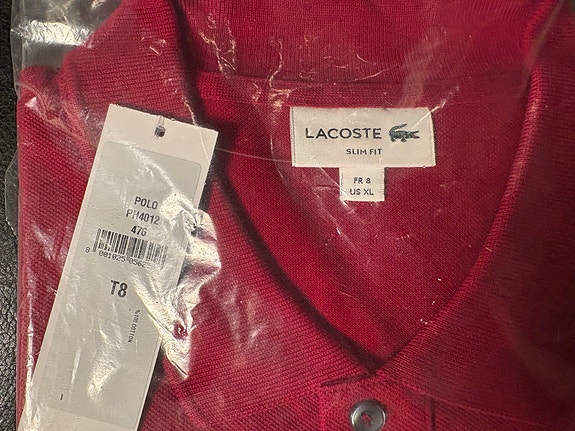 LACOSTE
SLIM FIT
FR 8
US XL
POLO
PH4012
476
T8